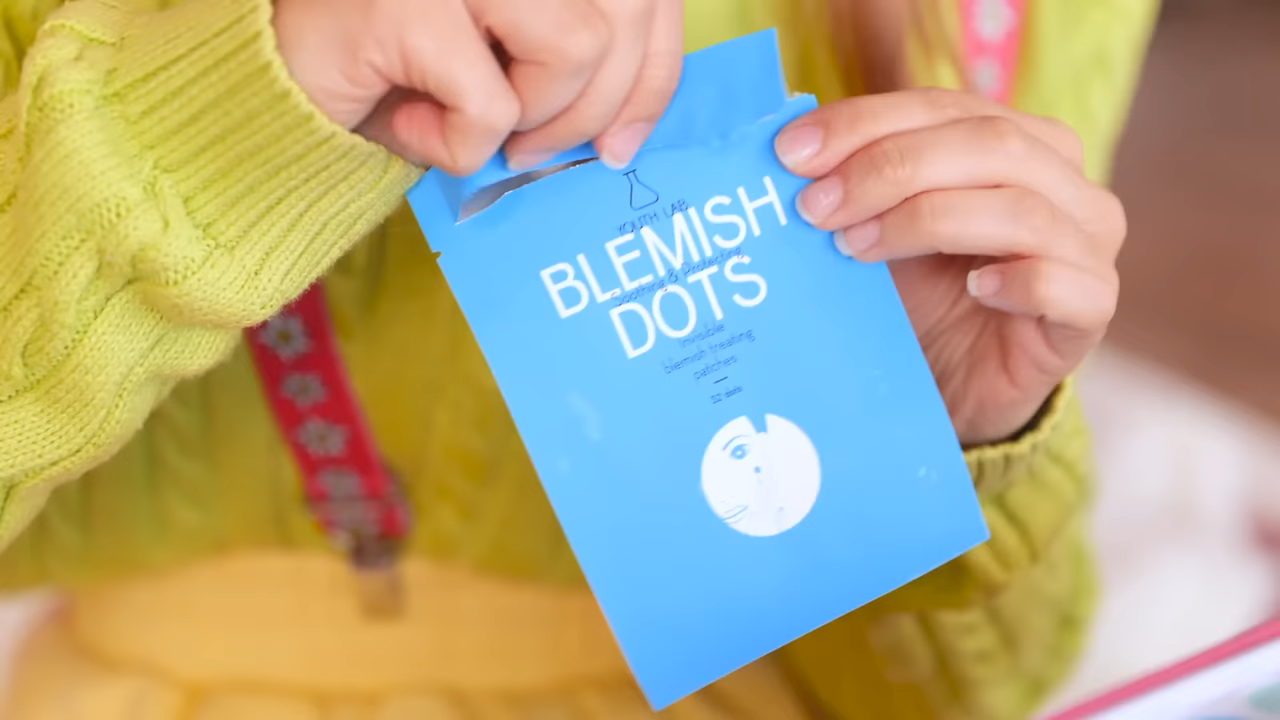 YOUTH LAB.
BLEMISH
Soothing & Protecting
DOTS
Invisible
blemish treating
patches